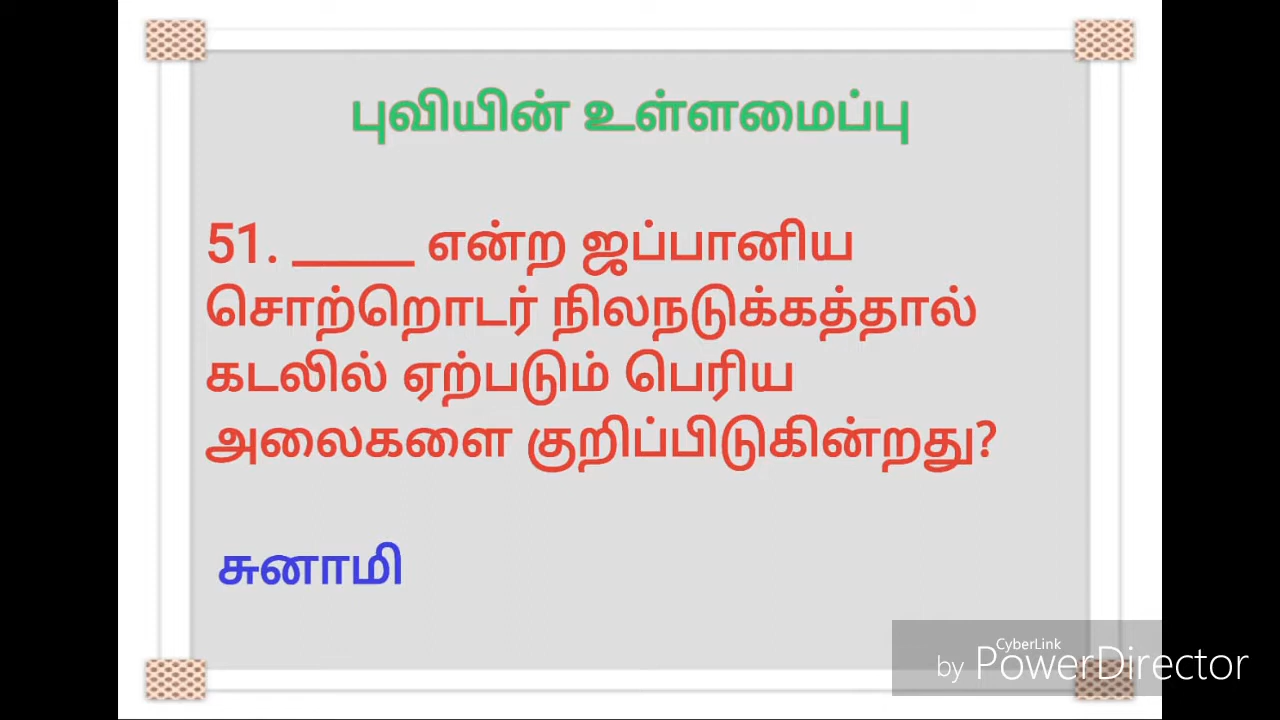 புவியின் உள்ளமைப்பு
51. _____ என்ற ஜப்பானிய
சொற்றொடர் நிலநடுக்கத்தால்
கடலில் ஏற்படும் பெரிய
அலைகளை குறிப்பிடுகின்றது?
சுனாமி
CyberLink
by PowerDirector